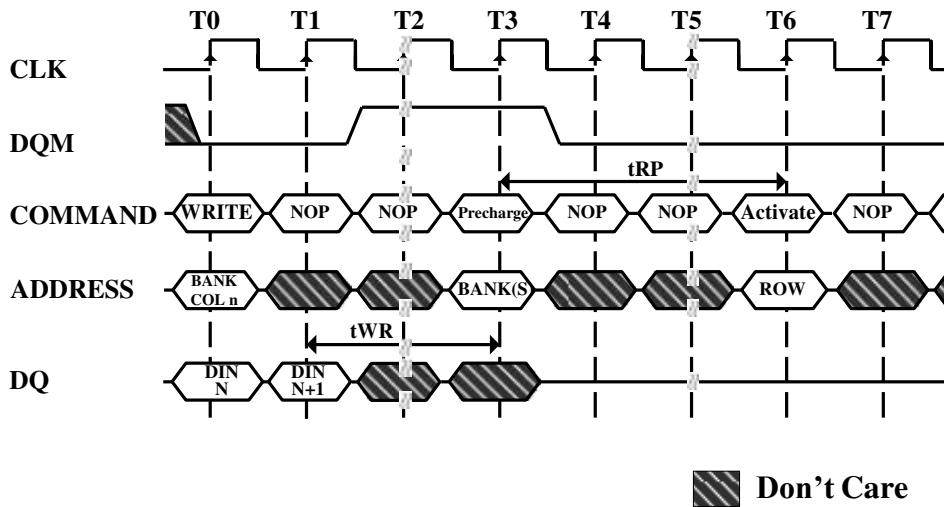 T0 T1 T2 T3 T4 T5 T6 T7
CLK
DQM
tRP
COMMAND WRITE NOP NOP Precharge NOP NOP Activate NOP
ADDRESS BANK COL n BANK(S ROW
tWR
DQ DIN N DIN N+1
Don't Care